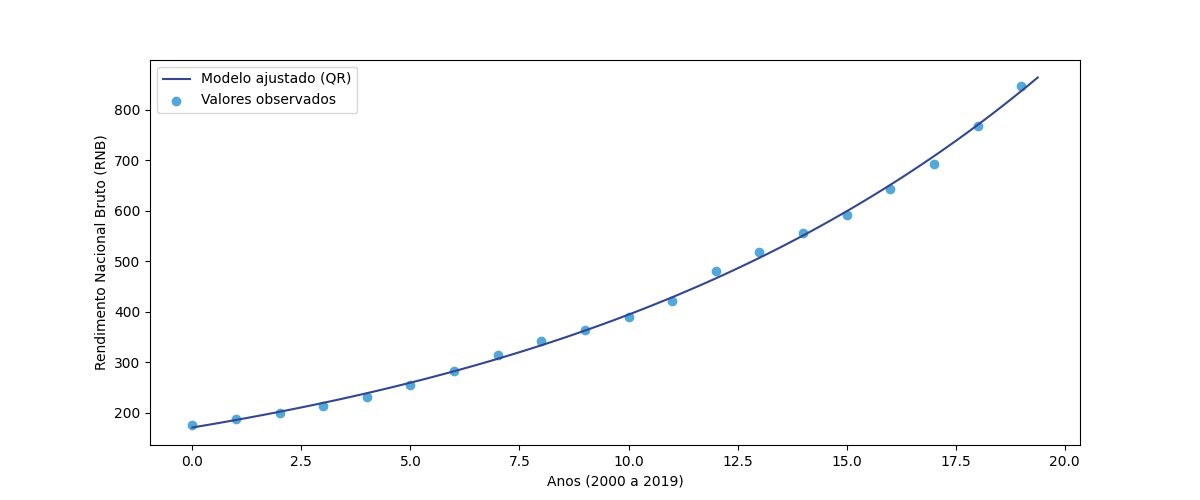 Modelo ajustado (QR)
Valores observados
Rendimento Nacional Bruto (RNB)
800
700
600
500
400
300
200
0.0 2.5 5.0 7.5 10.0 12.5 15.0 17.5 20.0
Anos (2000 a 2019)